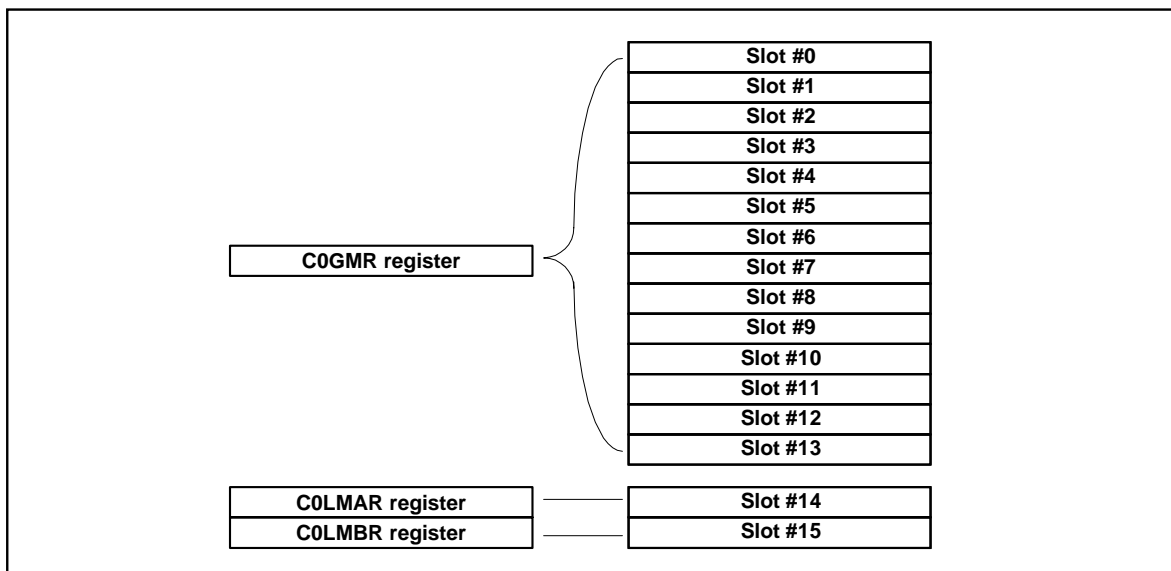 Slot #0
Slot #1
Slot #2
Slot #3
Slot #4
Slot #5
Slot #6
C0GMR register
Slot #7
Slot #8
Slot #9
Slot #10
Slot #11
Slot #12
Slot #13
C0LMAR register
Slot #14
C0LMBR register
Slot #15